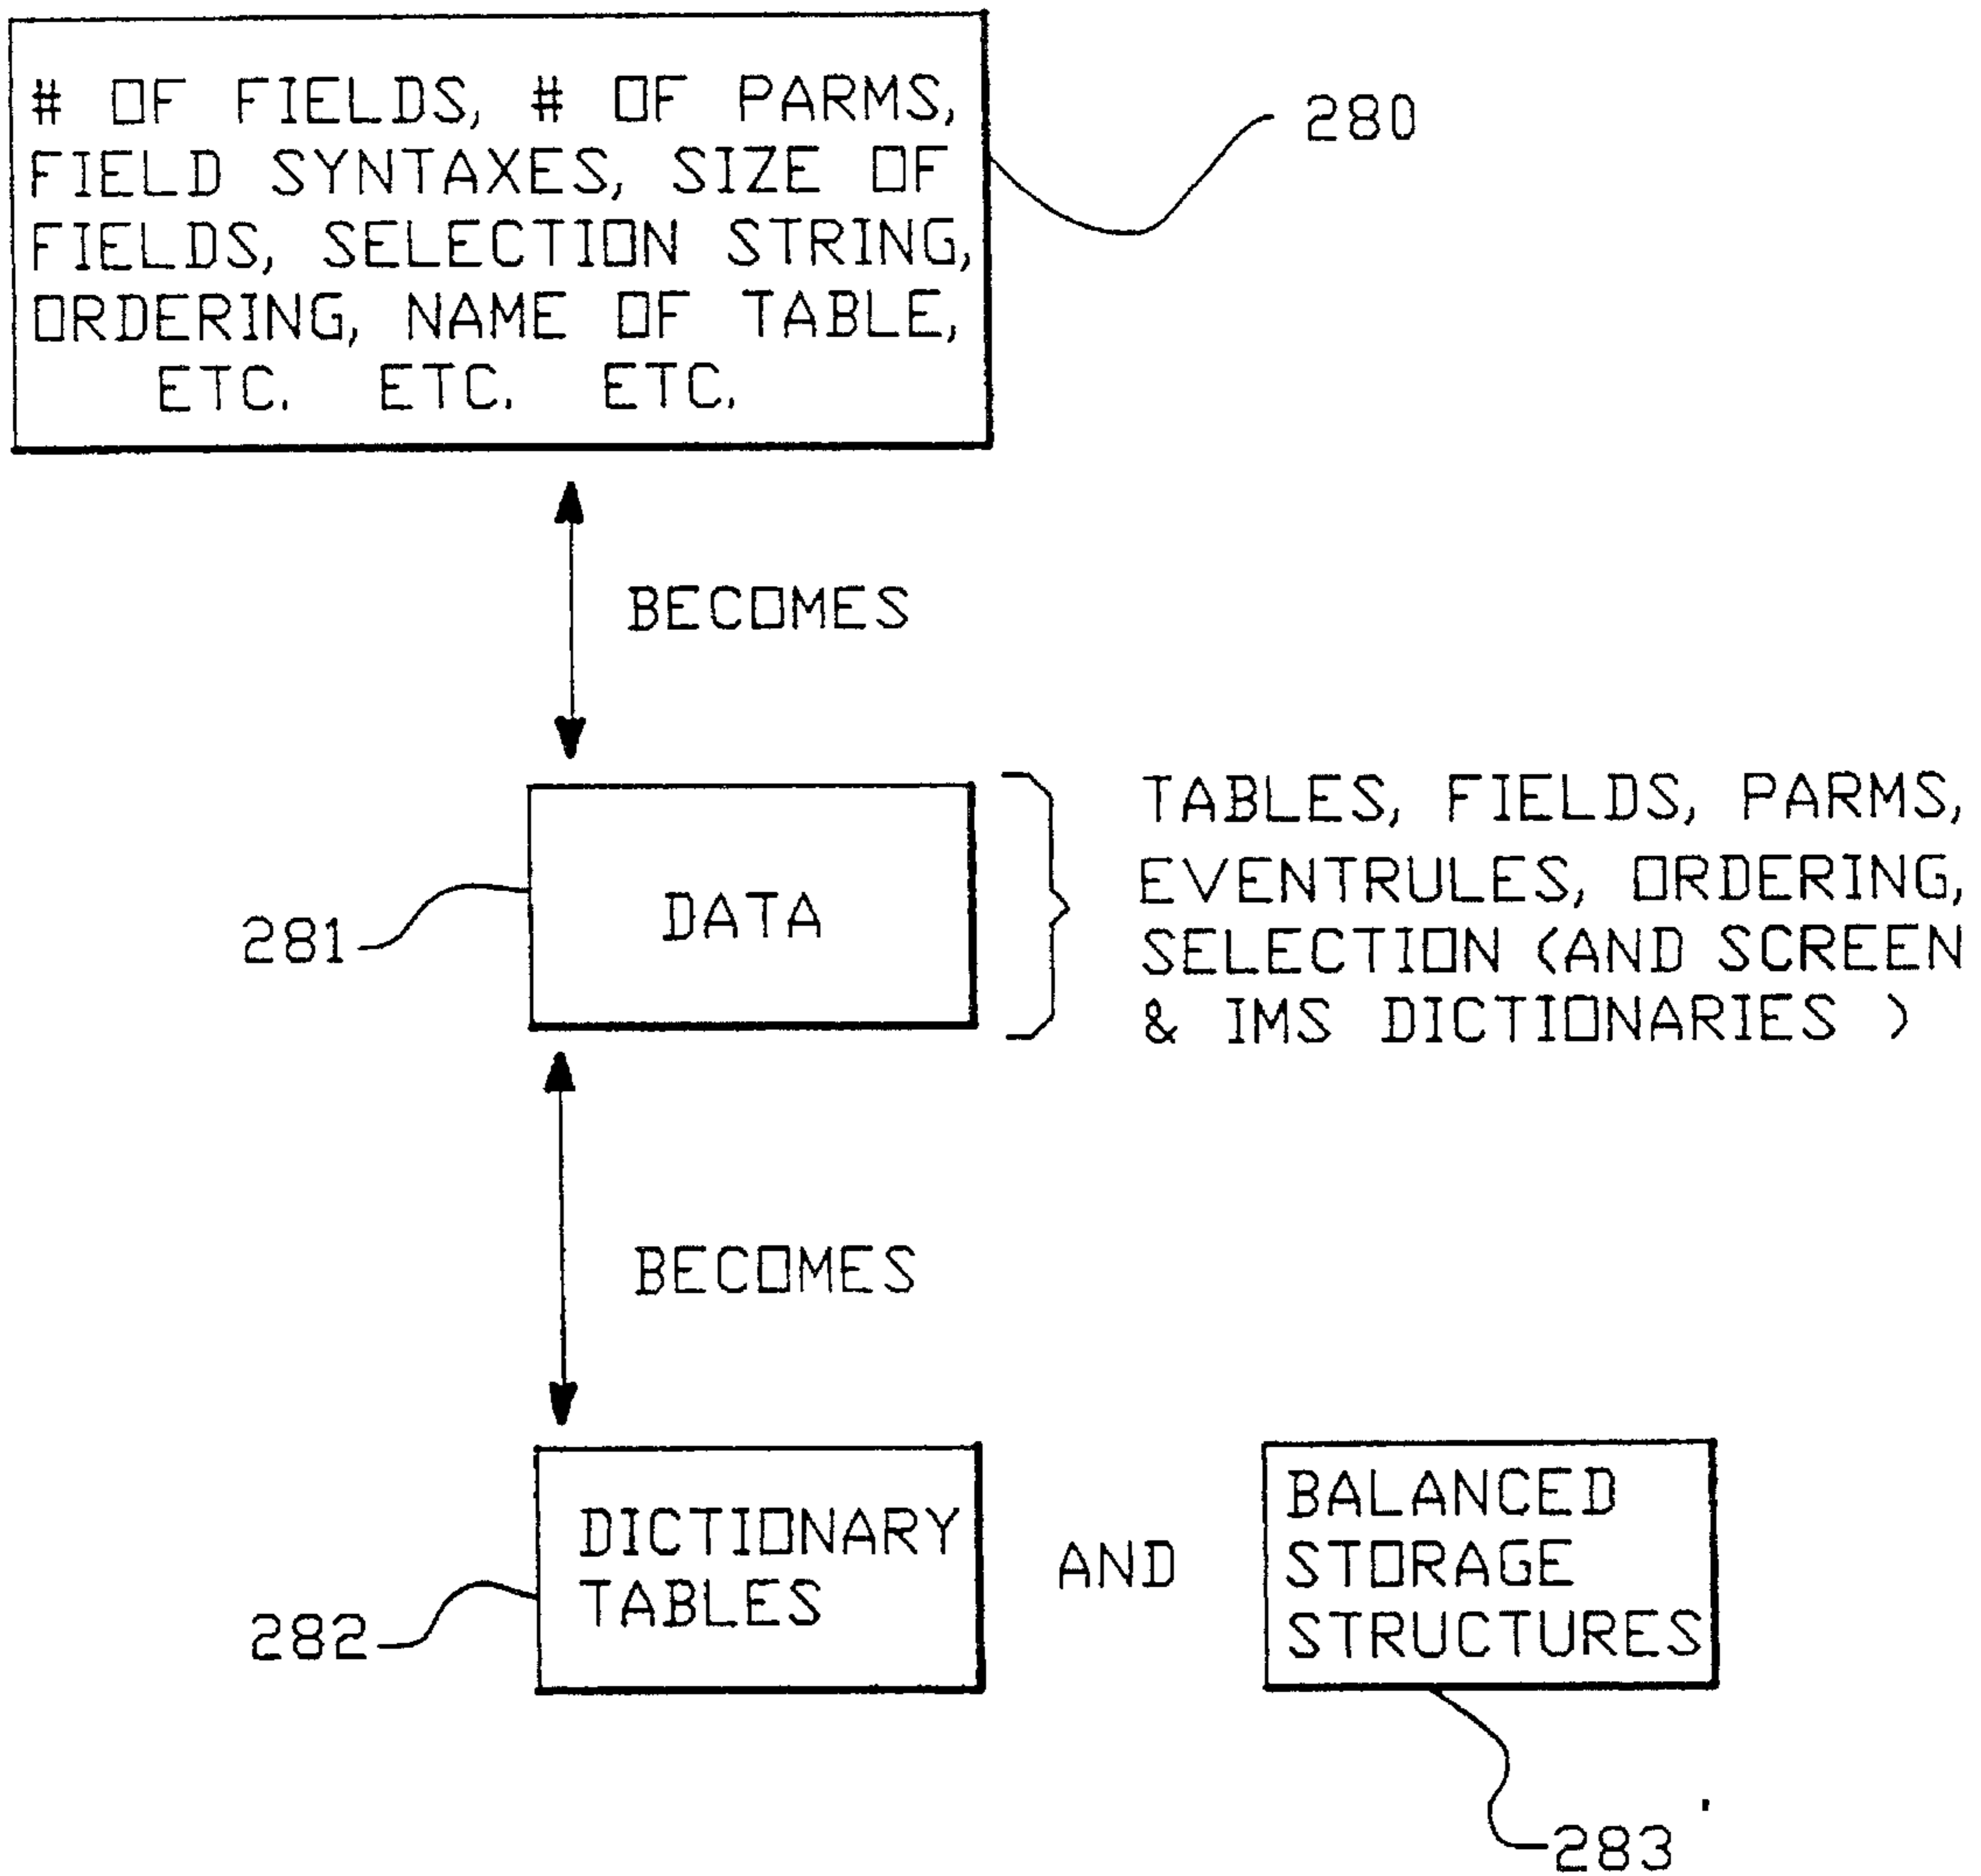 # OF FIELDS, # OF PARMS,
FIELD SYNTAXES, SIZE OF
FIELDS, SELECTION STRING,
ORDERING, NAME OF TABLE,
ETC. ETC. ETC.
280
BECOMES
DATA
281
TABLES, FIELDS, PARMS,
EVENTRULES, ORDERING,
SELECTION (AND SCREEN
& IMS DICTIONARIES )
BECOMES
DICTIONARY
TABLES
282
AND
BALANCED
STORAGE
STRUCTURES
283